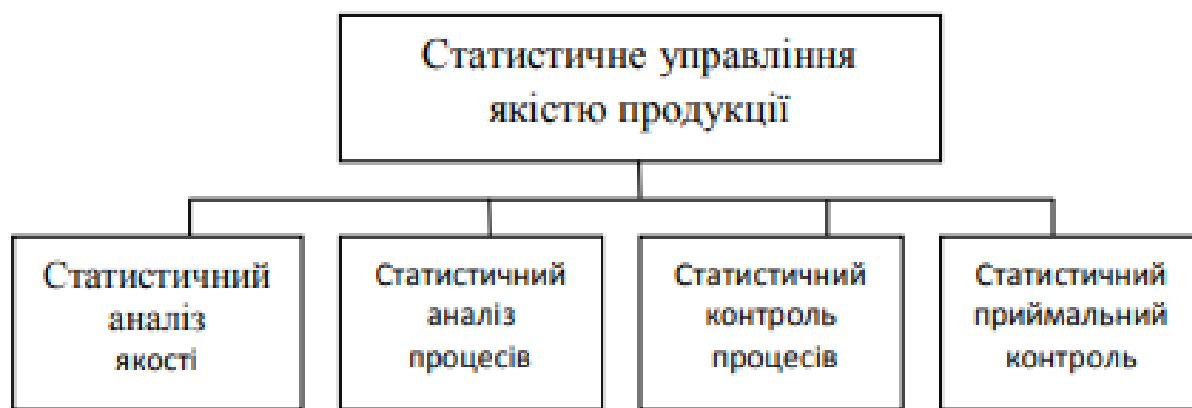 Статистичне управління
якістю продукції
Статистичний
аналіз
якості
Статистичний
аналіз
процесів
Статистичний
контроль
процесів
Статистичний
приймальний
контроль